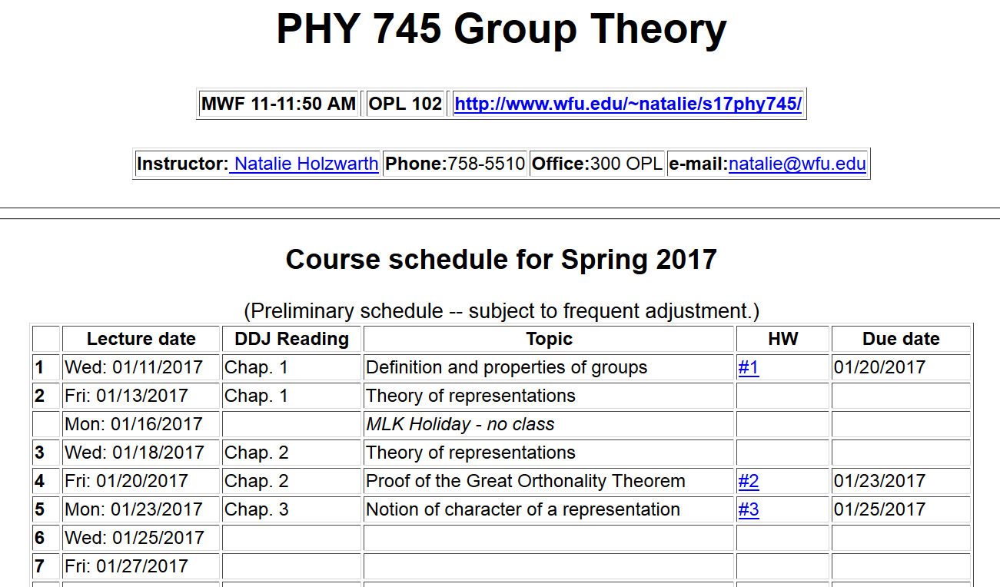 PHY 745 Group Theory
MWF 11-11:50 AM OPL 102 http://www.wfu.edu/~natalie/s17phy745/
Instructor: Natalie Holzwarth Phone:758-5510 Office:300 OPL e-mail:natalie@wfu.edu
Course schedule for Spring 2017
(Preliminary schedule -- subject to frequent adjustment.)
Lecture date DDJ Reading Topic HW Due date
1 Wed: 01/11/2017 Chap. 1 Definition and properties of groups #1 01/20/2017
2 Fri: 01/13/2017 Chap. 1 Theory of representations
Mon: 01/16/2017 MLK Holiday - no class
3 Wed: 01/18/2017 Chap. 2 Theory of representations
4 Fri: 01/20/2017 Chap. 2 Proof of the Great Orthonality Theorem #2 01/23/2017
5 Mon: 01/23/2017 Chap. 3 Notion of character of a representation #3 01/25/2017
6 Wed: 01/25/2017
7 Fri: 01/27/2017